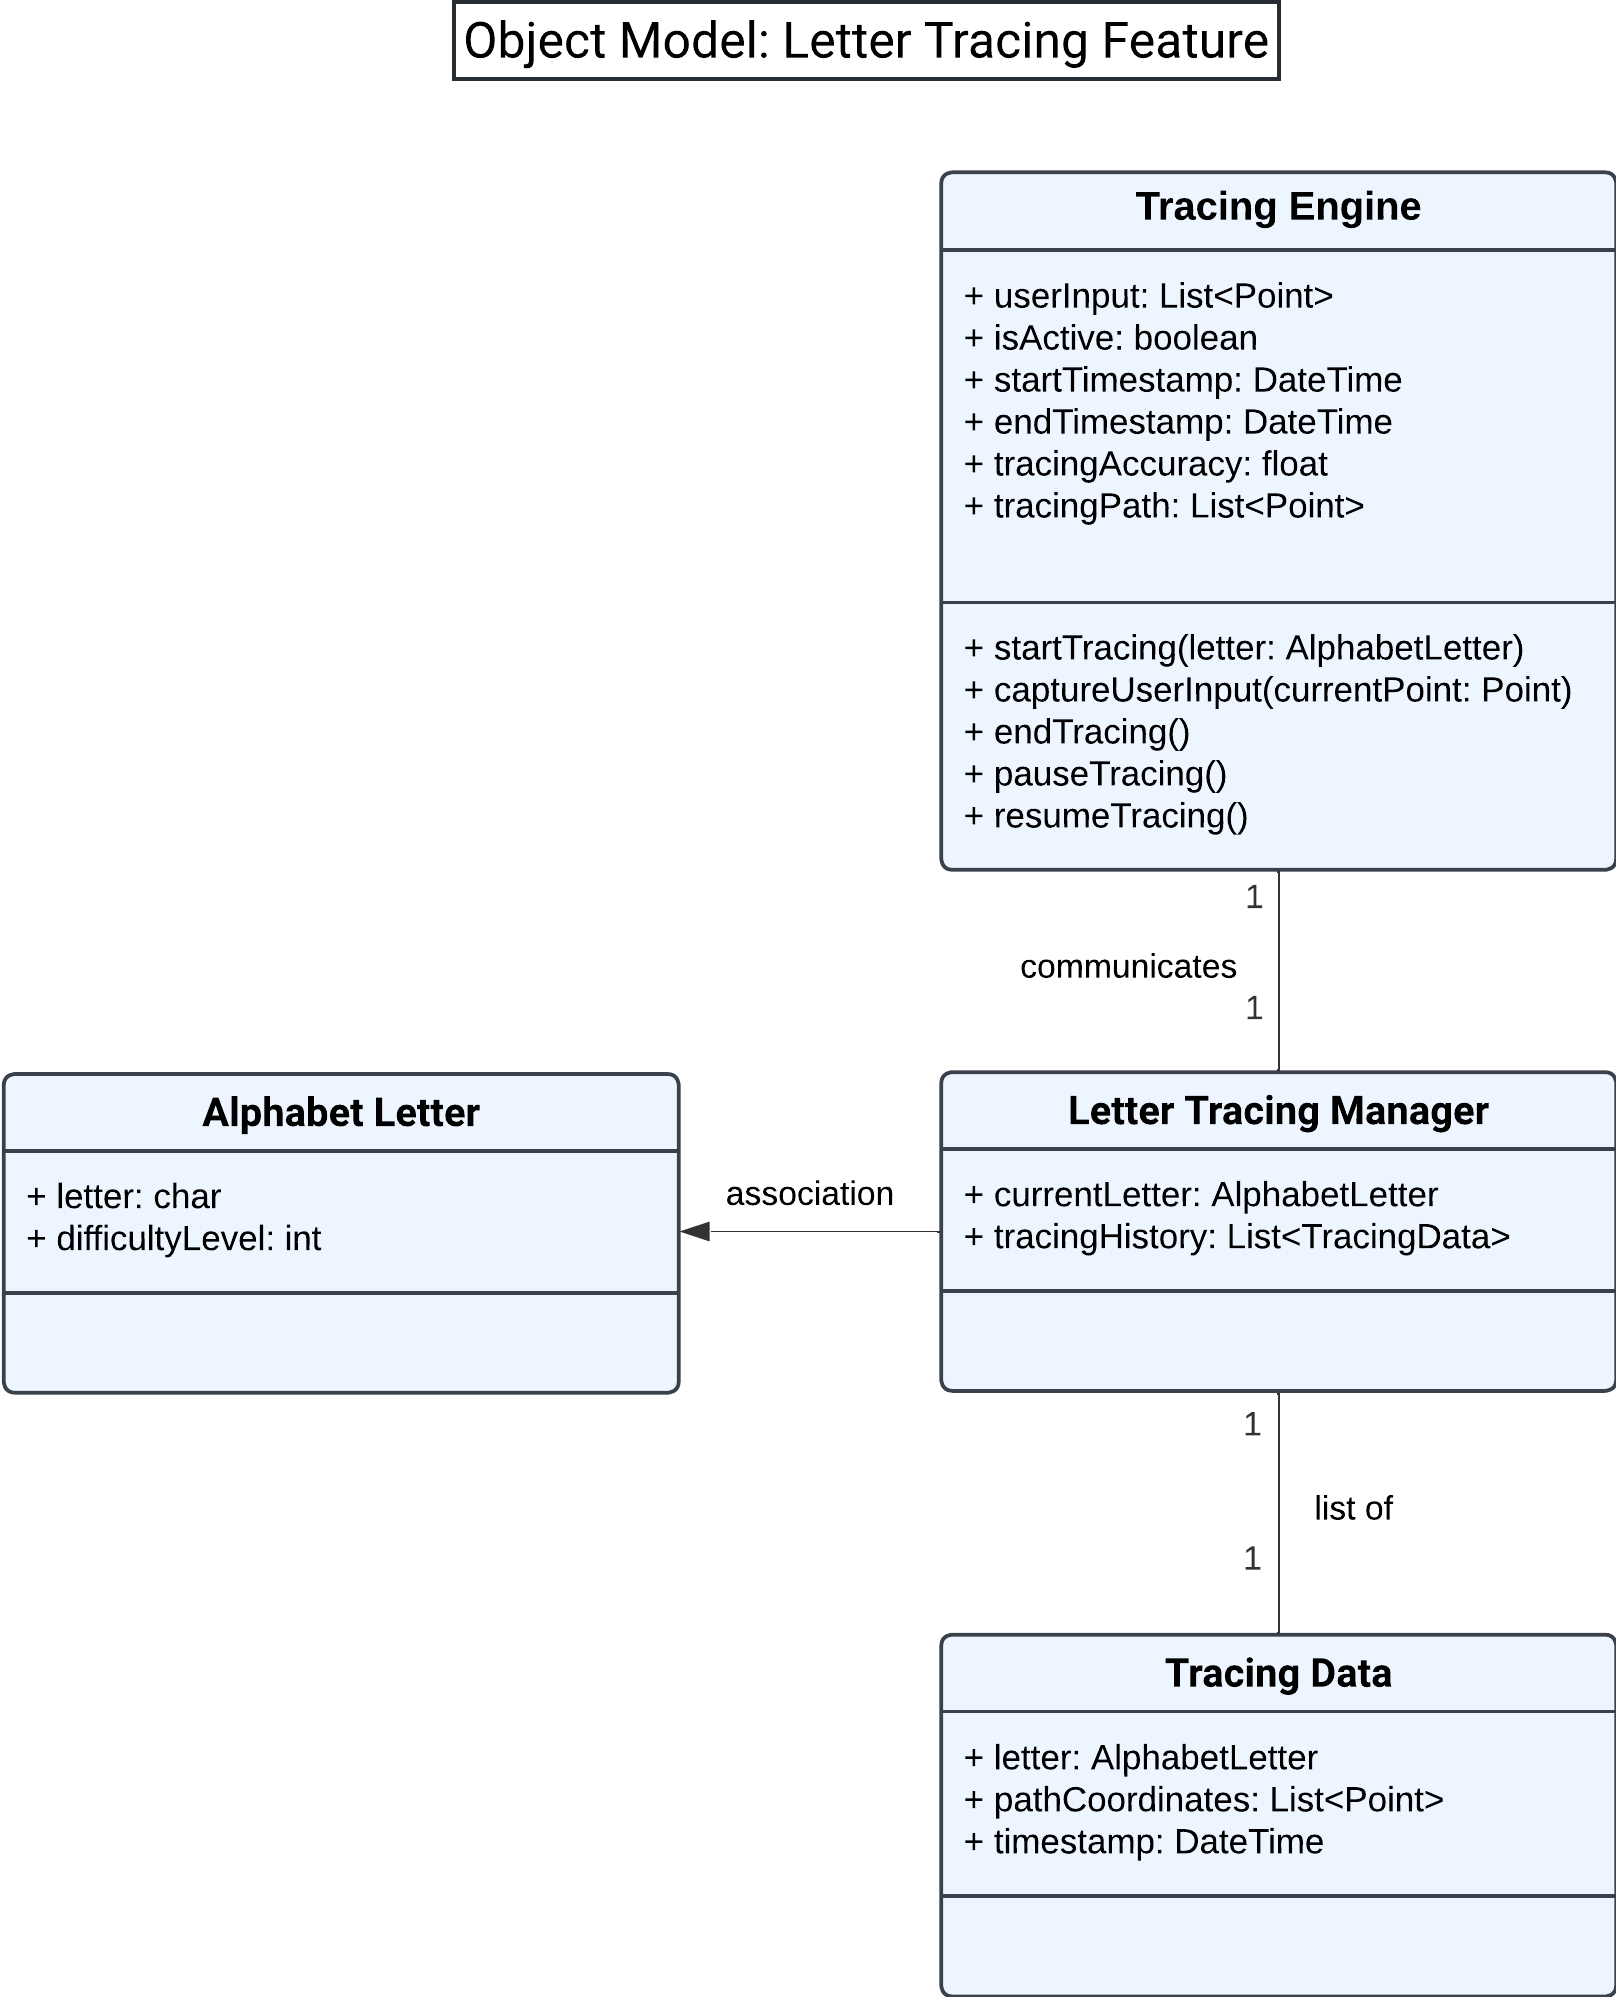 Object Model: Letter Tracing Feature
Tracing Engine
+ userInput: List<Point>
+ isActive: boolean
+ startTimestamp: DateTime
+ endTimestamp: DateTime
+ tracingAccuracy: float
+ tracingPath: List<Point>
+ startTracing(letter: AlphabetLetter)
+ captureUserInput(currentPoint: Point)
+ endTracing()
+ pauseTracing()
+ resumeTracing()
1
communicates
1
Alphabet Letter
+ letter: char
+ difficultyLevel: int
association
Letter Tracing Manager
+ currentLetter: AlphabetLetter
+ tracingHistory: List<TracingData>
1
list of
1
Tracing Data
+ letter: AlphabetLetter
+ pathCoordinates: List<Point>
+ timestamp: DateTime